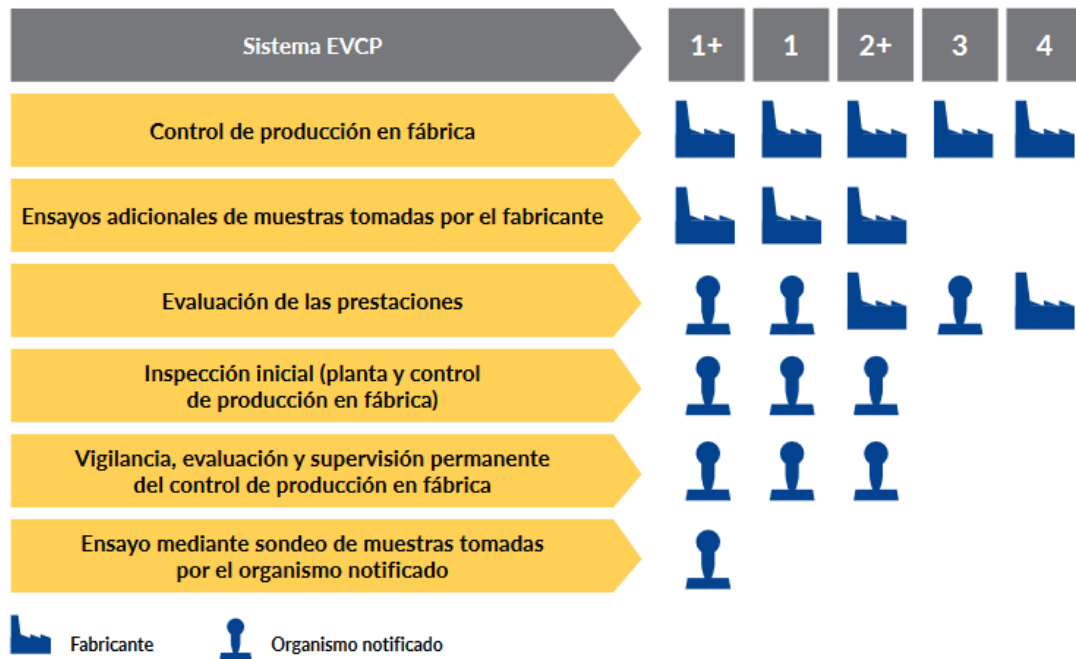 Sistema EVCP
1+ 1 2+ 3 4
Control de producción en fábrica
Ensayos adicionales de muestras tomadas por el fabricante
Evaluación de las prestaciones
Inspección inicial (planta y control
de producción en fábrica)
Vigilancia, evaluación y supervisión permanente
del control de producción en fábrica
Ensayo mediante sondeo de muestras tomadas
por el organismo notificado
Fabricante
Organismo notificado